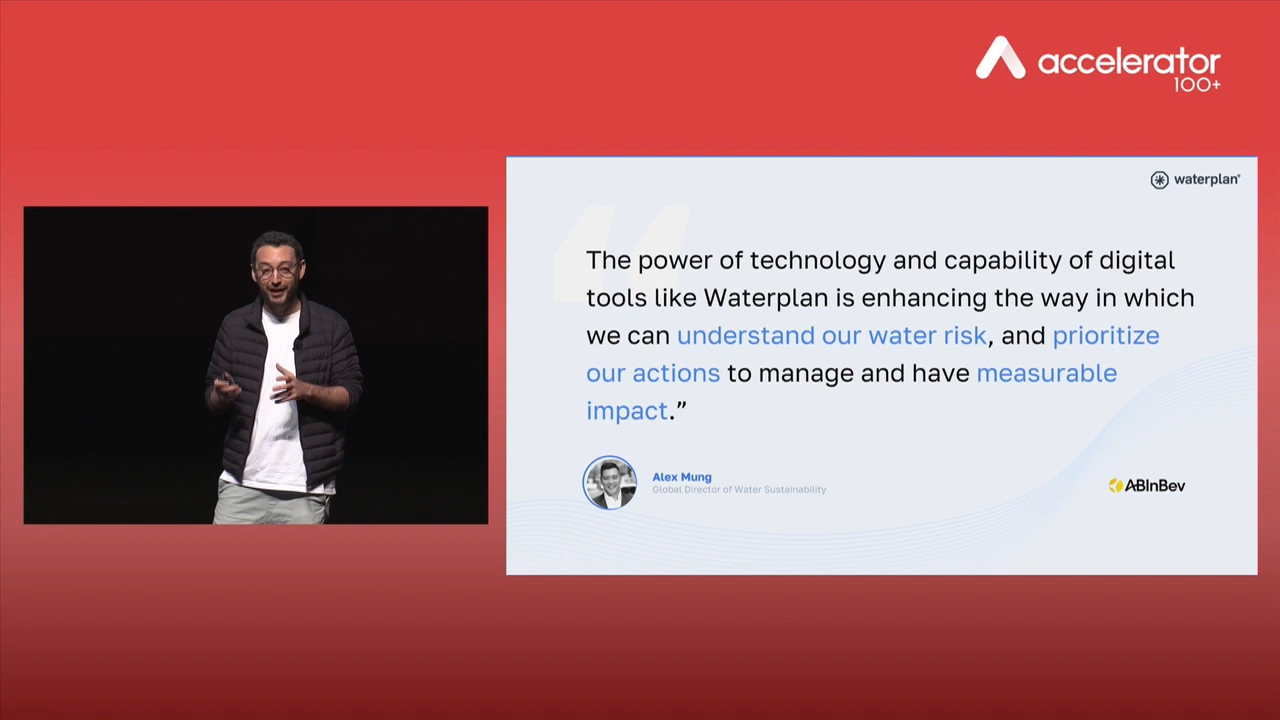 accelerator
100+
waterplan
The power of technology and capability of digital
tools like Waterplan is enhancing the way in which
we can understand our water risk, and prioritize
our actions to manage and have measurable
impact.”
Alex Mung
Global Director of Water Sustainability
ABInBev